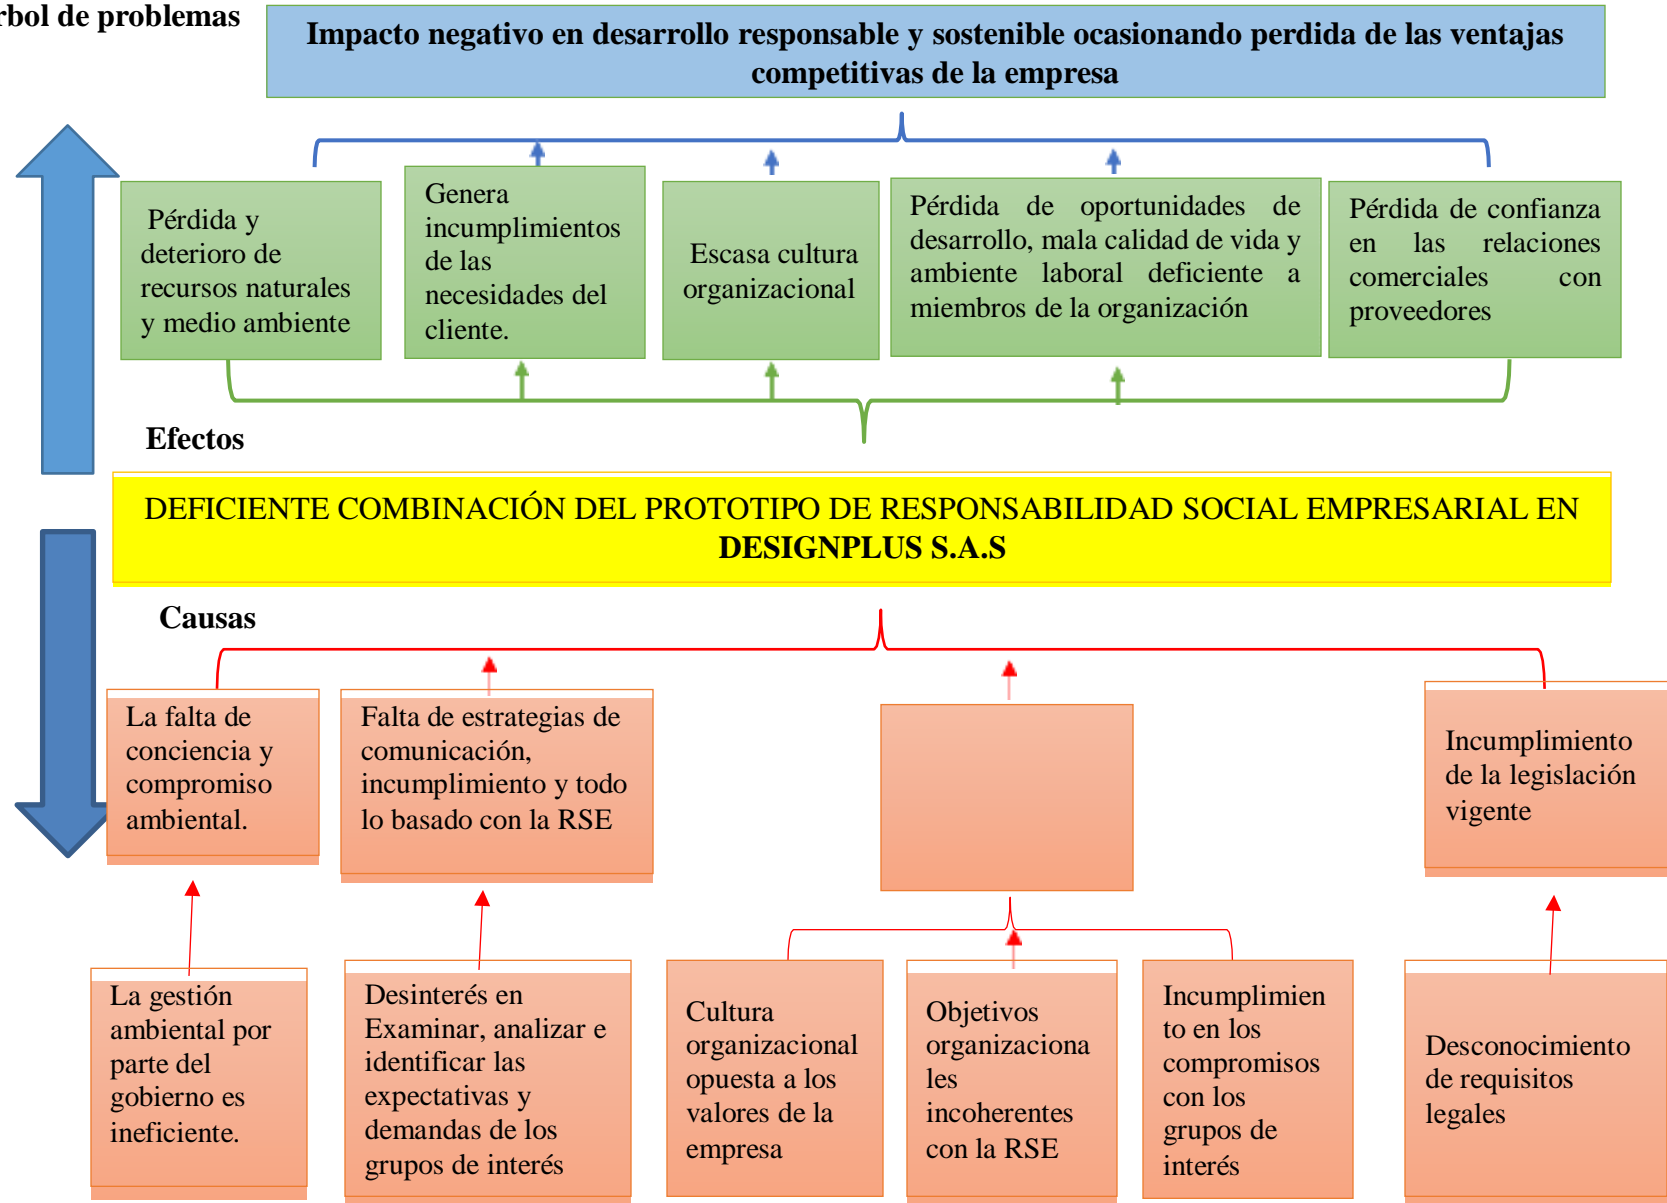 rbol de problemas
Impacto negativo en desarrollo responsable y sostenible ocasionando perdida de las ventajas
competitivas de la empresa
Pérdida y
deterioro de
recursos naturales
y medio ambiente
Genera
incumplimientos
de las
necesidades del
cliente.
Escasa cultura
organizacional
Pérdida de oportunidades de
desarrollo, mala calidad de vida y
ambiente laboral deficiente a
miembros de la organización
Pérdida de confianza
en las relaciones
comerciales con
proveedores
Efectos
DEFICIENTE COMBINACIÓN DEL PROTOTIPO DE RESPONSABILIDAD SOCIAL EMPRESARIAL EN
DESIGNPLUS S.A.S
Causas
La falta de
conciencia y
compromiso
ambiental.
Falta de estrategias de
comunicación,
incumplimiento y todo
lo basado con la RSE
Incumplimiento
de la legislación
vigente
La gestión
ambiental por
parte del
gobierno es
ineficiente.
Desinterés en
Examinar, analizar e
identificar las
expectativas y
demandas de los
grupos de interés
Cultura
organizacional
opuesta a los
valores de la
empresa
Objetivos
organizaciona
les
incoherentes
con la RSE
Incumplimien
to en los
compromisos
con los
grupos de
interés
Desconocimiento
de requisitos
legales